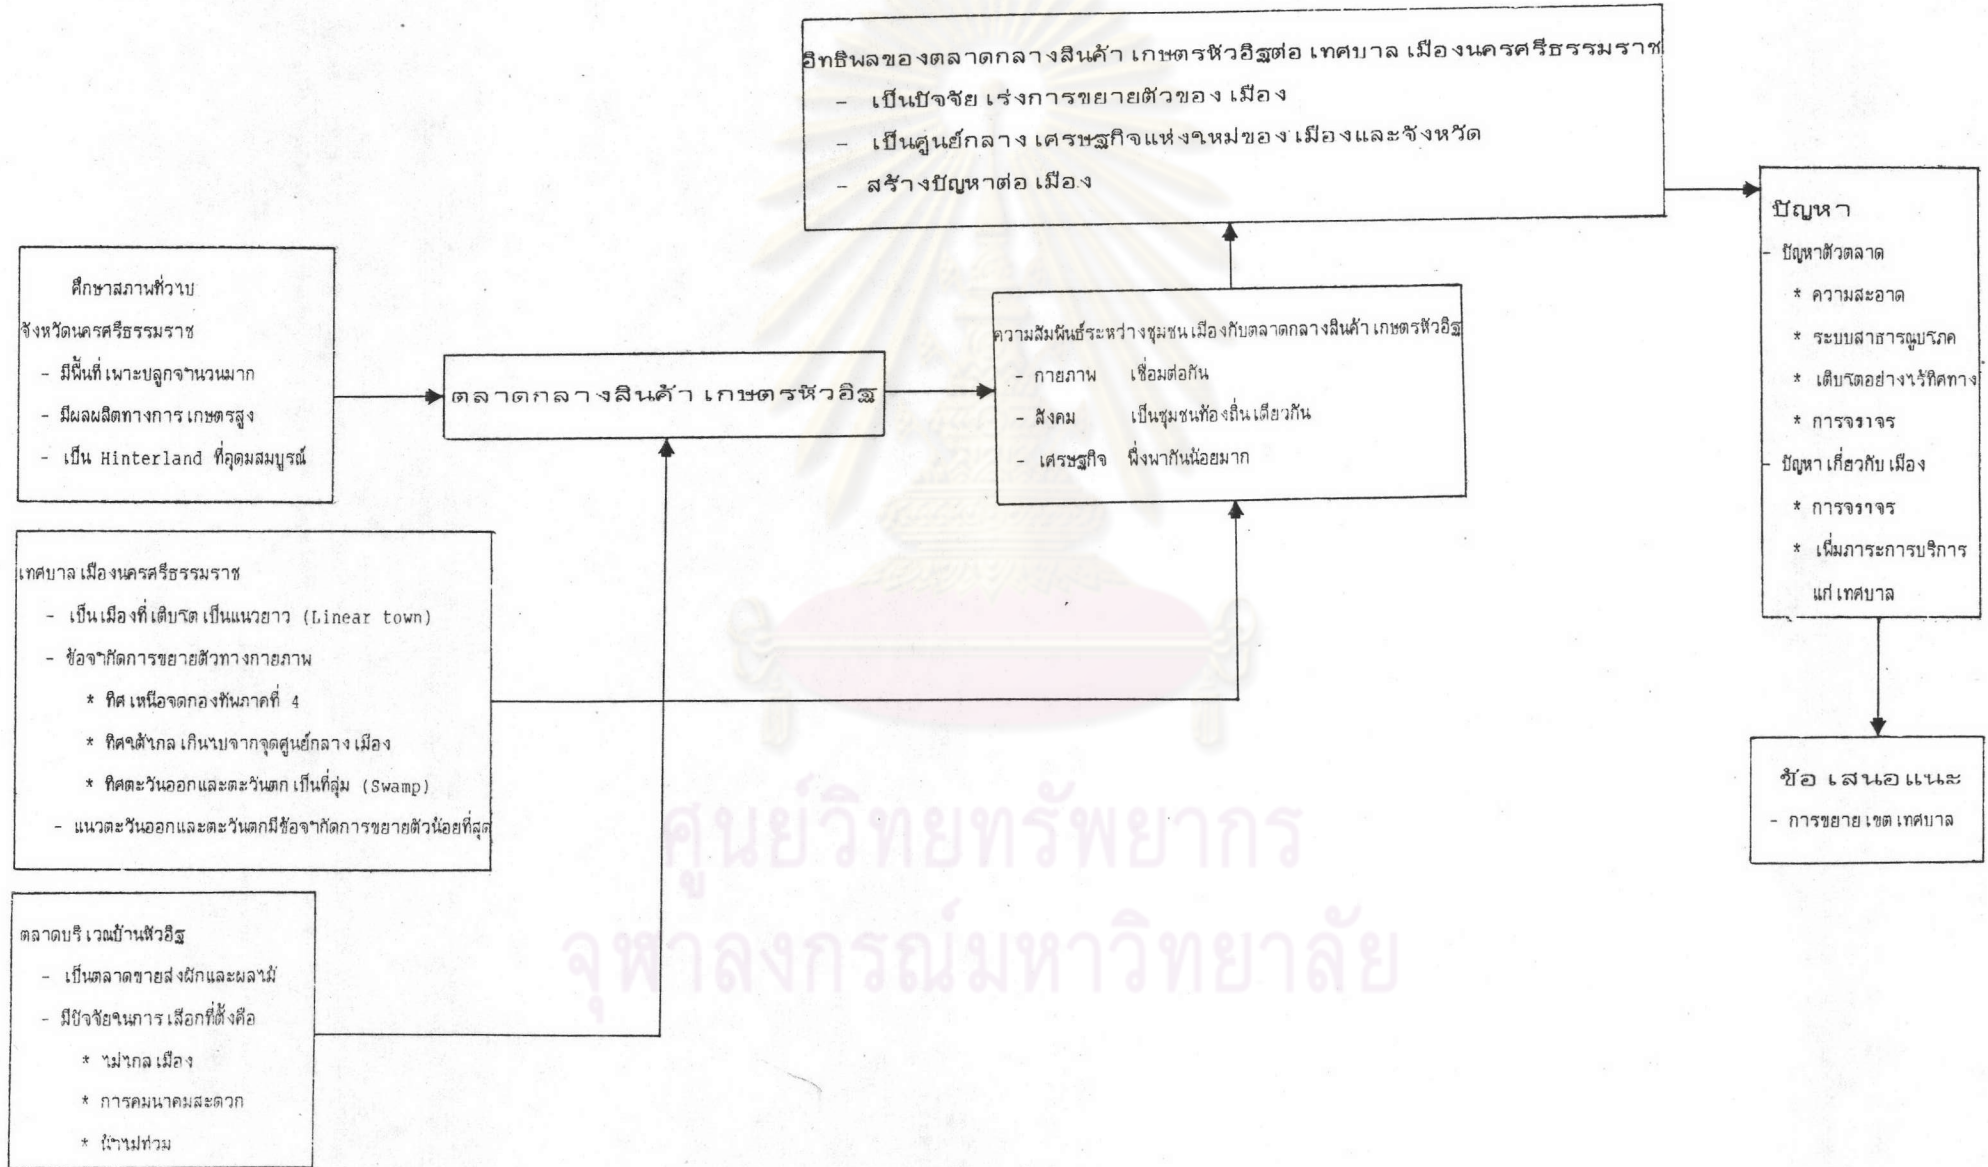 อิทธิพลของตลาดกลางสินค้าเกษตรหัวอิฐต่อเทศบาลเมืองนครศรีธรรมราช
- เป็นปัจจัยเร่งการขยายตัวของเมือง
- เป็นศูนย์กลางเศรษฐกิจแห่งใหม่ของเมืองและจังหวัด
- สร้างปัญหาต่อเมือง
ศึกษาสภาพทั่วไป
จังหวัดนครศรีธรรมราช
- มีพื้นที่เพาะปลูกจำนวนมาก
- มีผลผลิตทางการเกษตรสูง
- เป็น Hinterland ที่อุดมสมบูรณ์
เทศบาลเมืองนครศรีธรรมราช
- เป็นเมืองที่เติบโตเป็นแนวยาว (Linear town)
- ข้อจำกัดการขยายตัวทางกายภาพ
* ทิศเหนือจดกองทัพภาคที่ 4
* ทิศใต้ไกลเกินไปจากจุดศูนย์กลางเมือง
* ทิศตะวันออกและตะวันตกเป็นที่ลุ่ม (Swamp)
- แนวตะวันออกและตะวันตกมีข้อจำกัดการขยายตัวน้อยที่สุด
ตลาดบริเวณบ้านหัวอิฐ
- เป็นตลาดขายส่งผักและผลไม้
- มีปัจจัยในการเลือกที่ตั้งคือ
* ไม่ไกลเมือง
* การคมนาคมสะดวก
* น้ำไม่ท่วม
ตลาดกลางสินค้าเกษตรหัวอิฐ
ความสัมพันธ์ระหว่างชุมชนเมืองกับตลาดกลางสินค้าเกษตรหัวอิฐ
- กายภาพ เชื่อมต่อกัน
- สังคม เป็นชุมชนท้องถิ่นเดียวกัน
- เศรษฐกิจ พึ่งพากันน้อยมาก
ปัญหา
- ปัญหาตัวตลาด
* ความสะอาด
* ระบบสาธารณูปโภค
* เติบโตอย่างไร้ทิศทาง
* การจราจร
- ปัญหาเกี่ยวกับเมือง
* การจราจร
* เพิ่มภาระการบริการ
แก่เทศบาล
ข้อเสนอแนะ
- การขยายเขตเทศบาล
ศูนย์วิทยทรัพยากร
จุฬาลงกรณ์มหาวิทยาลัย